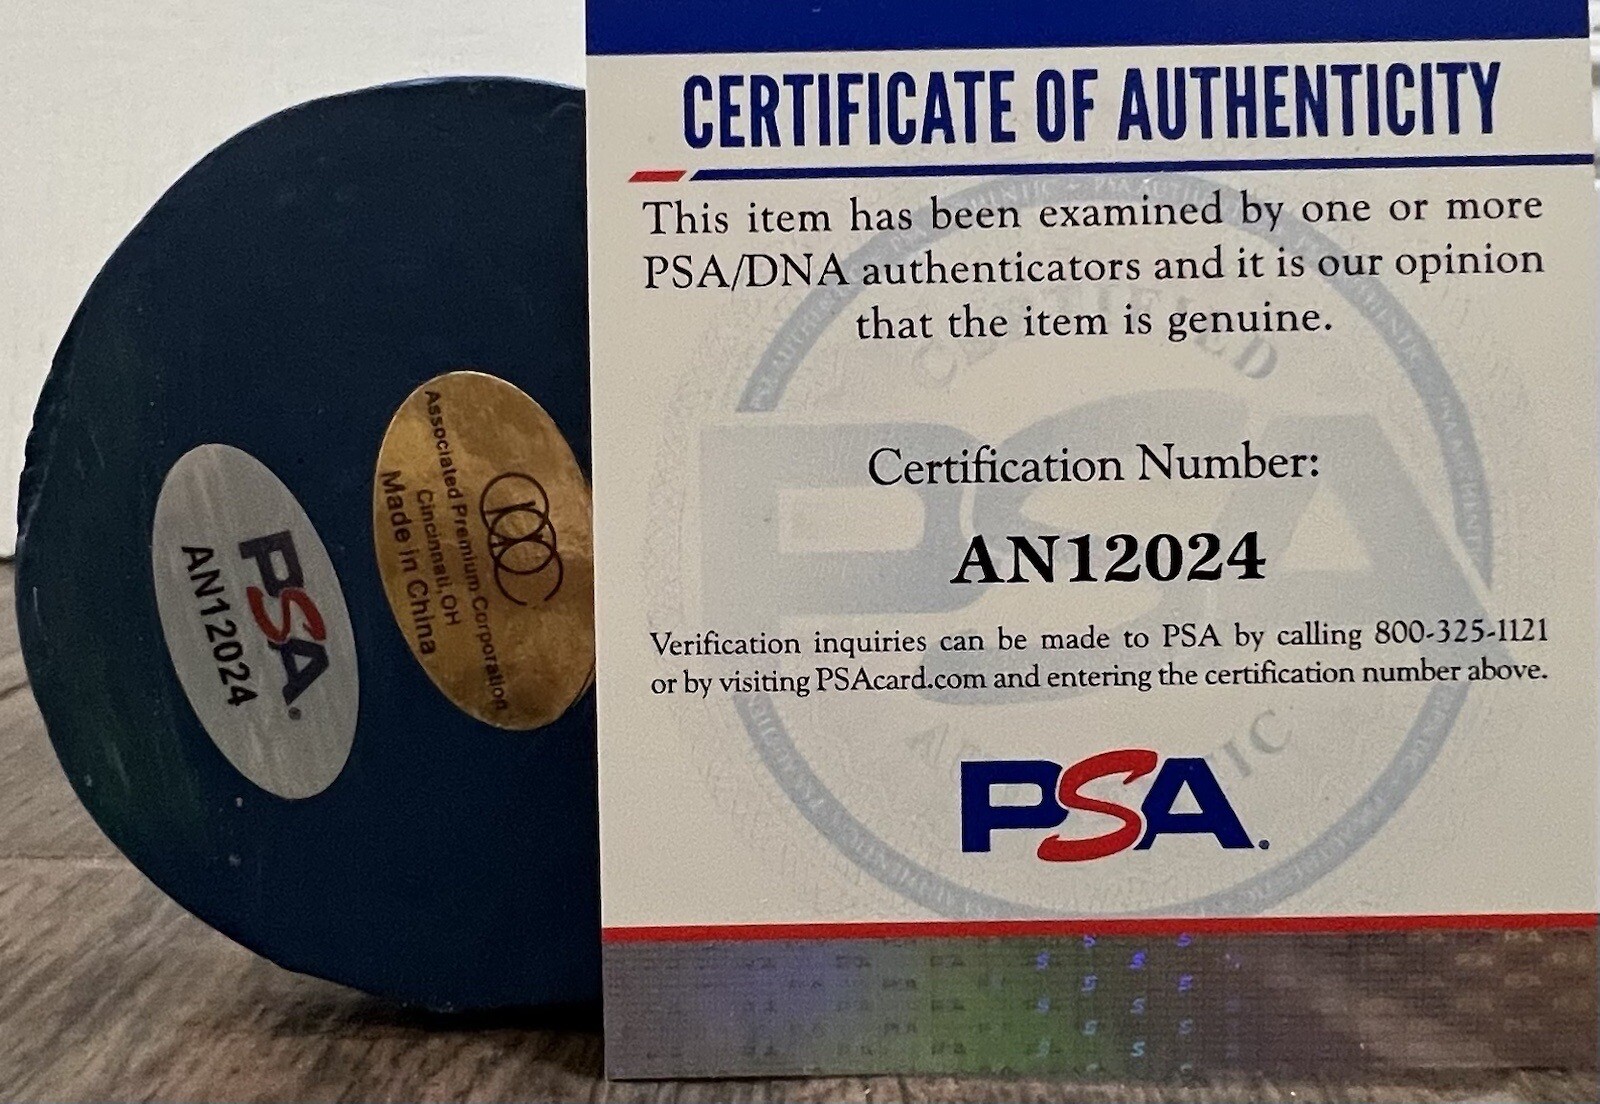 CERTIFICATE OF AUTHENTICITY
This item has been examined by one or more
PSA/DNA authenticators and it is our opinion
that the item is genuine.
CERTIFIED
Certification Number:
AN12024
Verification inquiries can be made to PSA by calling 800-325-1121
or by visiting PSAcard.com and entering the certification number above.
PSA.
PSA
AN12024
Associated Premium Corporation
Cincinnati, OH
Made in China